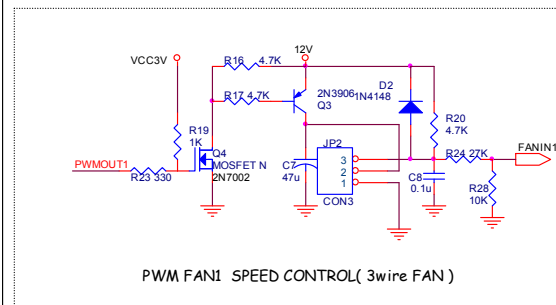 VCC3V
12V
R16 4.7K
D2
R17 4.7K
2N3906
1N4148
Q3
R20
4.7K
R19
1K
Q4
MOSFET N
2N7002
JP2
PWMOUT1
R23 330
C7
47u
3
2
1
CON3
R24 27K
FANIN1
C8
0.1u
R28
10K
PWM FAN1 SPEED CONTROL( 3wire FAN )